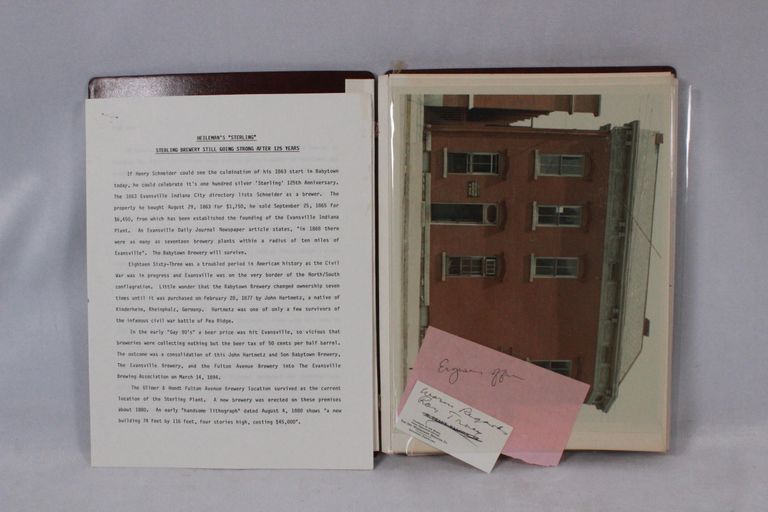 HEILEMAN'S "STERLING"
STERLING BREWERY STILL GOING STRONG AFTER 125 YEARS
If Henry Schneider could see the culmination of his 1863 start in Babytown
today, he could celebrate it's one hundred silver 'Sterling' 125th Anniversary.
The 1863 Evansville Indiana City directory lists Schneider as a brewer. The
property he bought August 29, 1863 for $1,250, he sold September 25, 1865 for
$6,450, from which has been established the founding of the Evansville Indiana
Plant. An Evansville Daily Journal Newspaper article states, "in 1868 there
were as many as seventeen brewery plants within a radius of ten miles of
Evansville". The Babytown Brewery will survive.
Eighteen Sixty-Three was a troubled period in American history as the Civil
War was in progress and Evansville was on the very border of the North/South
conflagration. Little wonder that the Babytown Brewery changed ownership seven
times until it was purchased on February 20, 1877 by John Hartmetz, a native of
Kinderheim, Rheinpholz, Germany. Hartmetz was one of only a few survivors of
the infamous civil war battle of Pea Ridge.
In the early "Gay 90's" a beer price war hit Evansville, so vicious that
breweries were collecting nothing but the beer tax of 50 cents per half barrel.
The outcome was a consolidation of this John Hartmetz and Son Babytown Brewery,
The Evansville Brewery, and the Fulton Avenue Brewery into The Evansville
Brewing Association on March 14, 1894.
The Ullmer & Hoedt Fulton Avenue Brewery location survived as the current
location of the Sterling Plant. A new brewery was erected on these premises
about 1880. An early "handsome lithograph" dated August 4, 1880 shows "a new
building 74 feet by 116 feet, four stories high, costing $45,000".
Ray